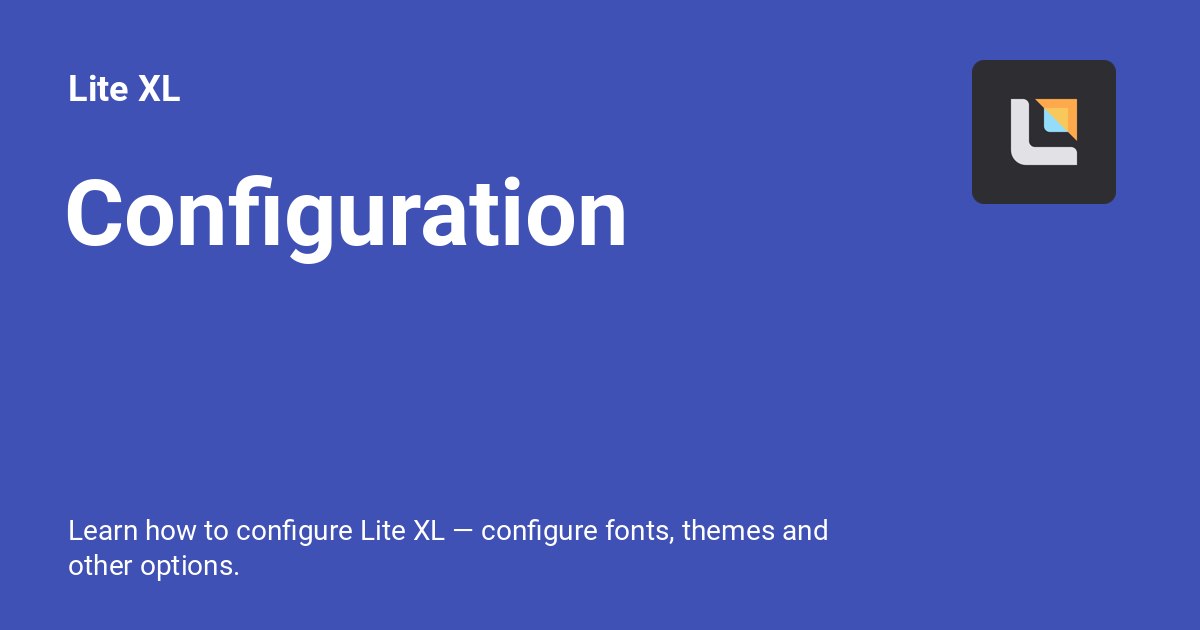 Lite XL
Configuration
Learn how to configure Lite XL — configure fonts, themes and
other options.